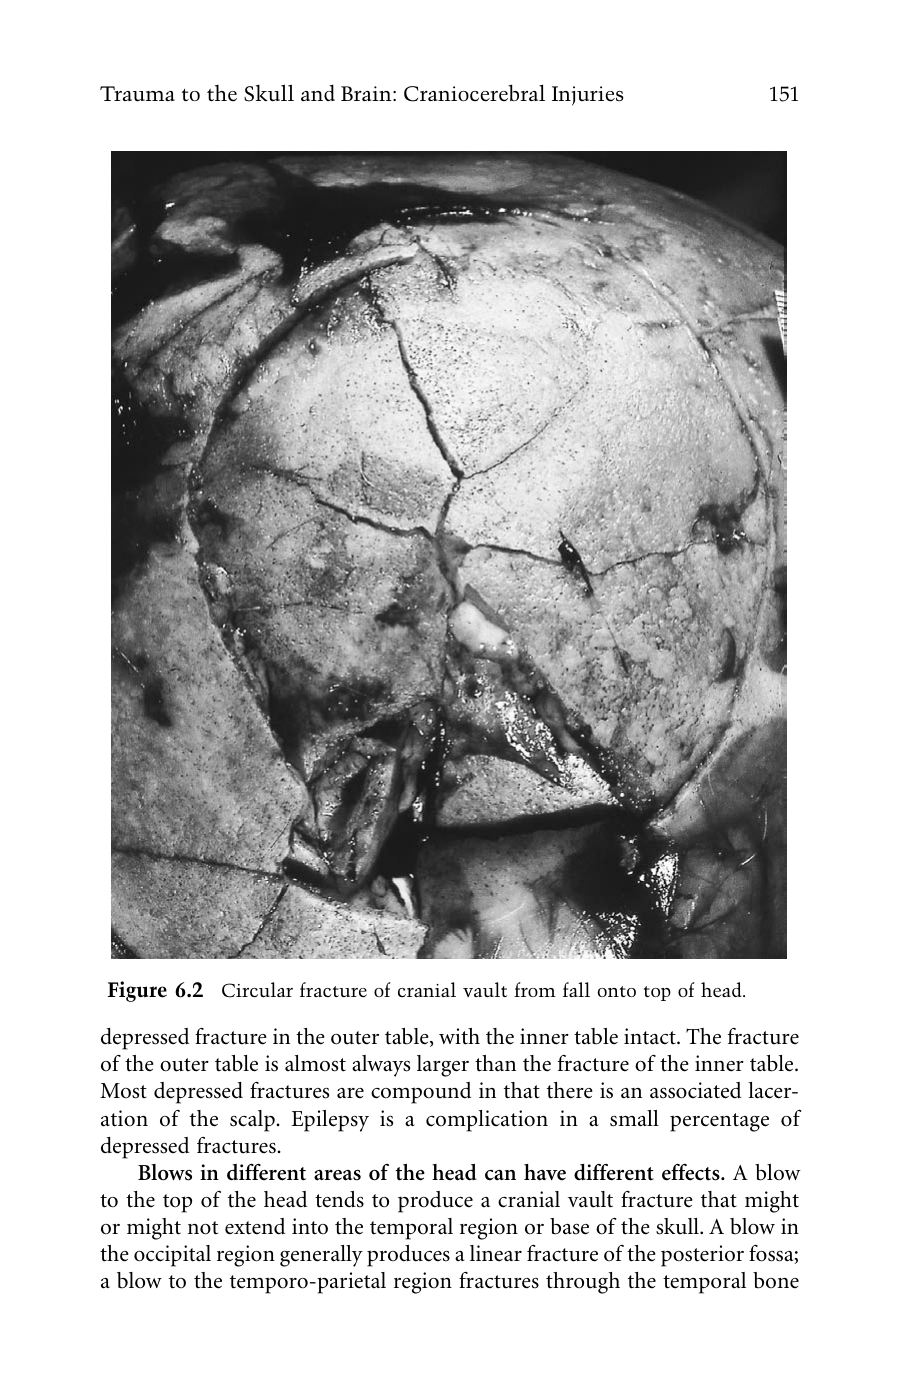 Trauma to the Skull and Brain: Craniocerebral Injuries 151
Figure 6.2 Circular fracture of cranial vault from fall onto top of head.
depressed fracture in the outer table, with the inner table intact. The fracture
of the outer table is almost always larger than the fracture of the inner table.
Most depressed fractures are compound in that there is an associated lacer-
ation of the scalp. Epilepsy is a complication in a small percentage of
depressed fractures.
Blows in different areas of the head can have different effects. A blow
to the top of the head tends to produce a cranial vault fracture that might
or might not extend into the temporal region or base of the skull. A blow in
the occipital region generally produces a linear fracture of the posterior fossa;
a blow to the temporo-parietal region fractures through the temporal bone